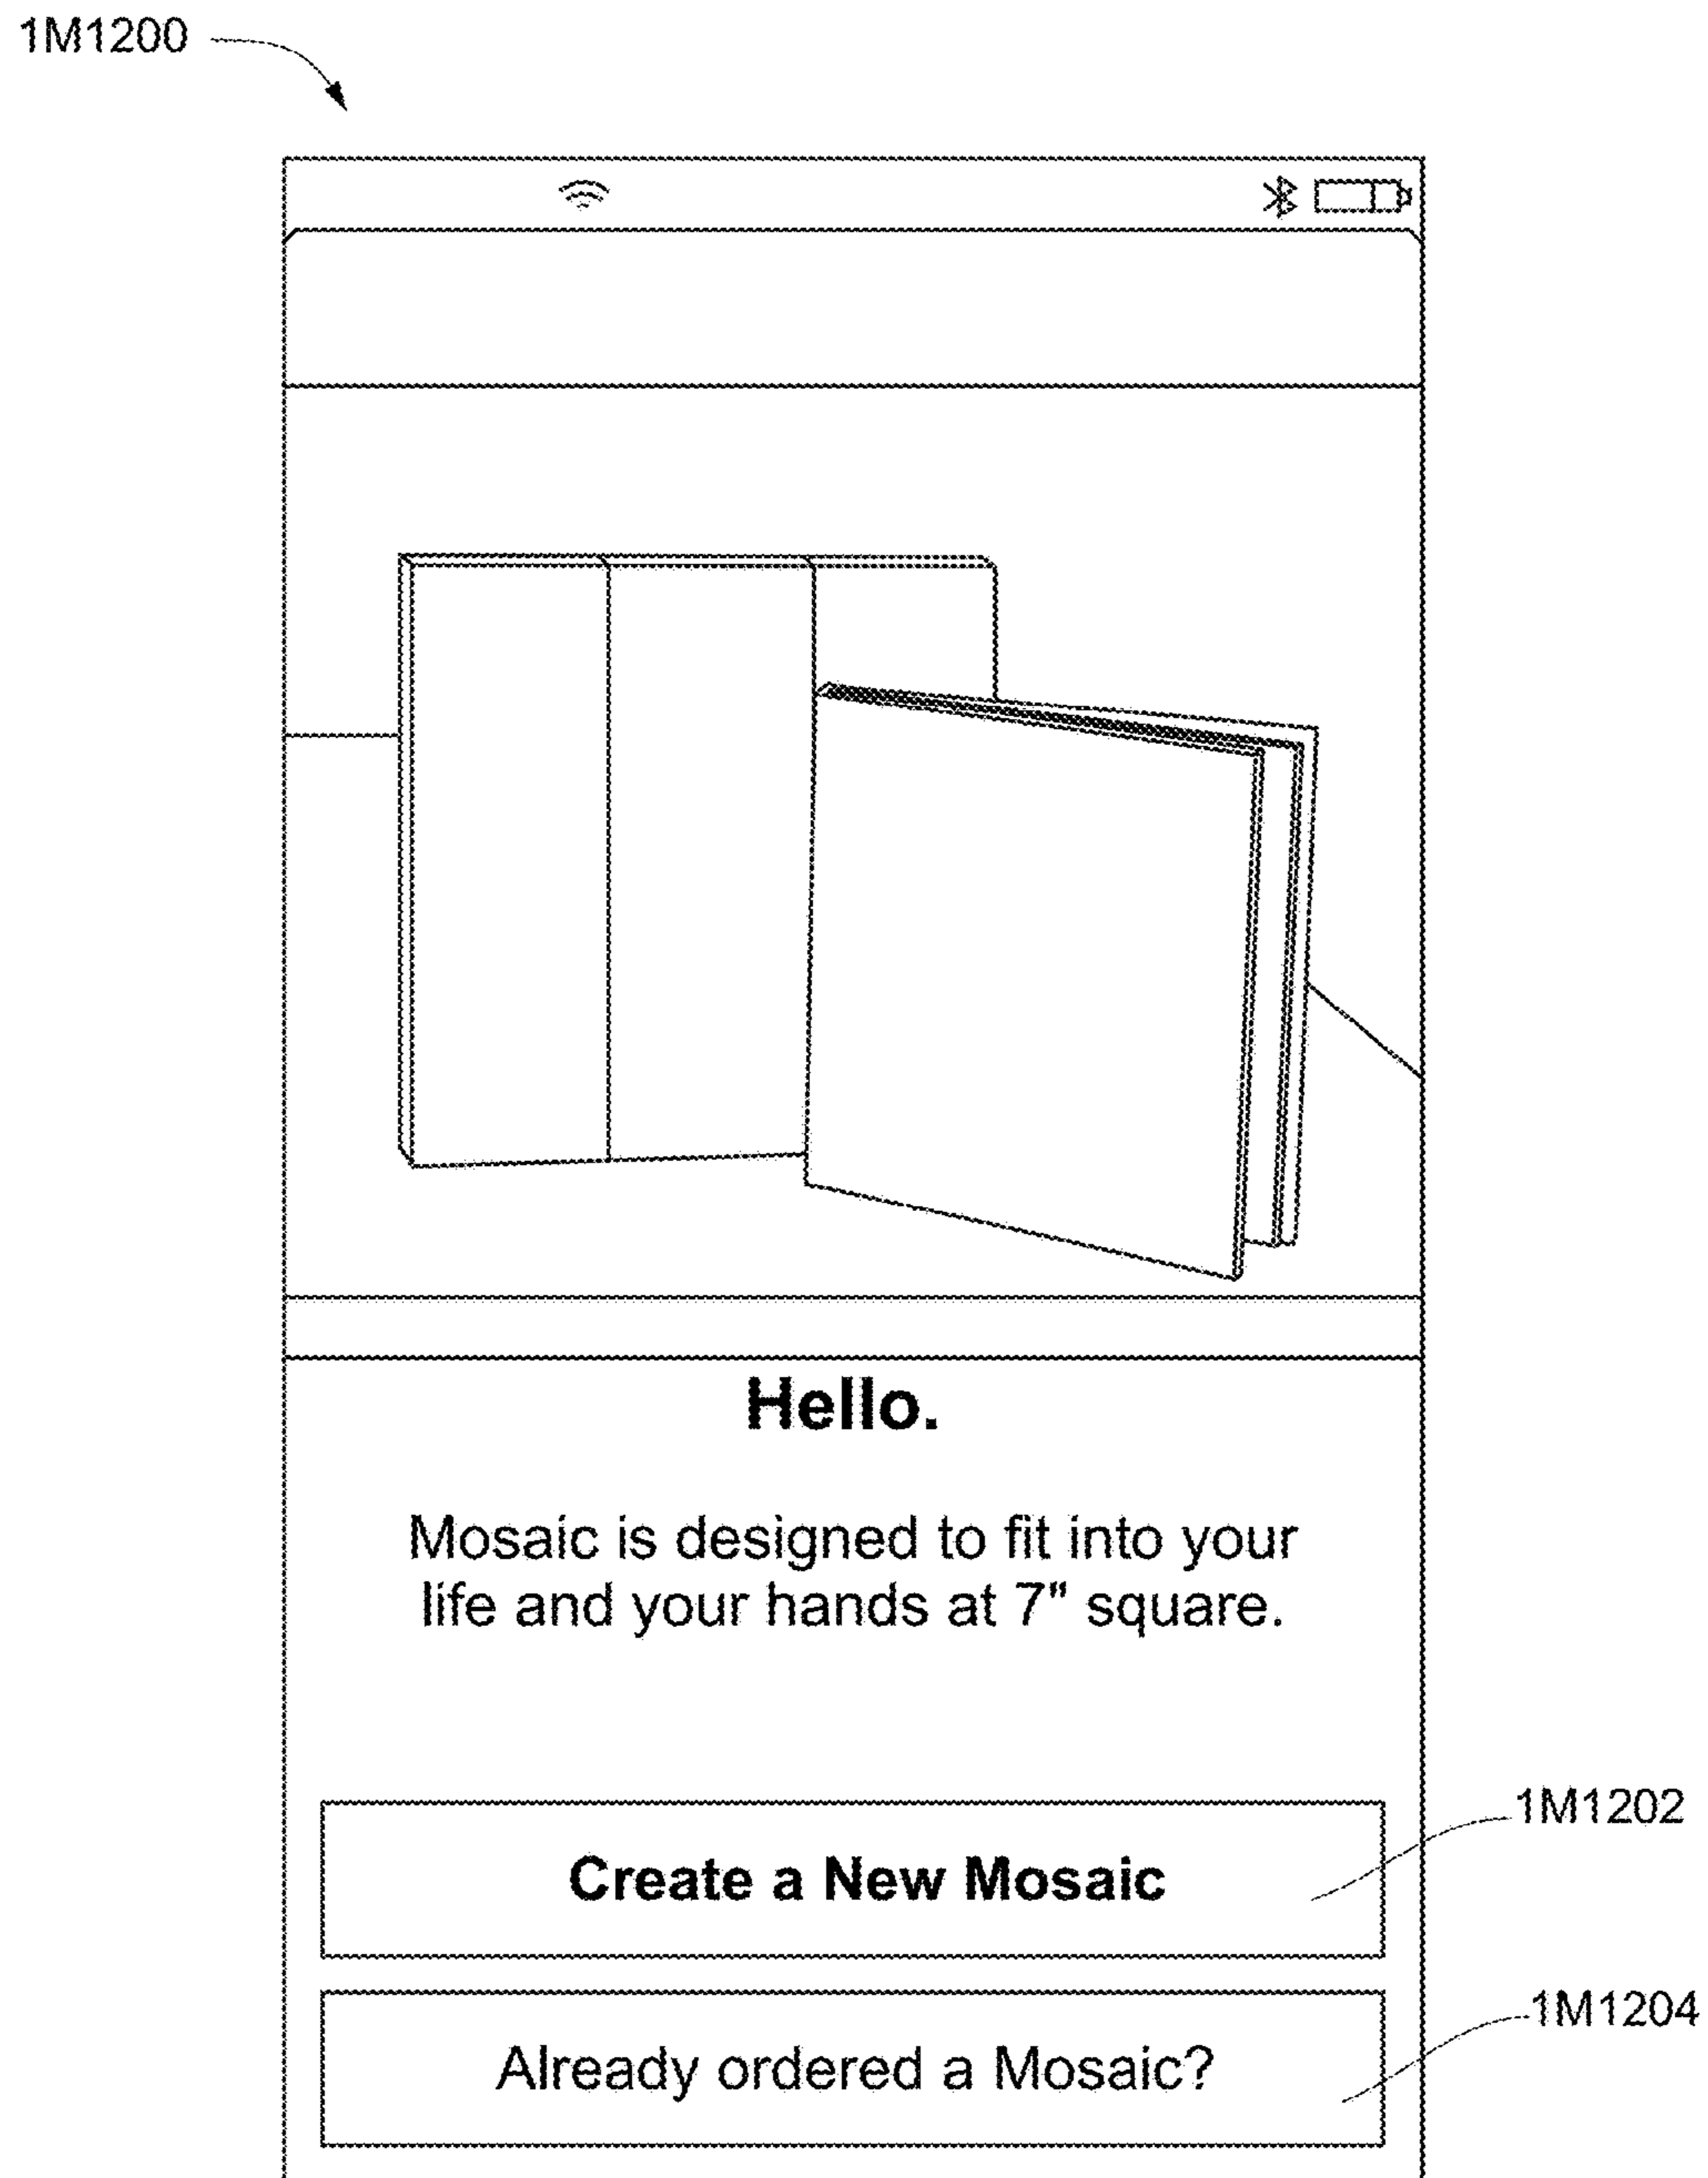 1M1200
Hello.
Mosaic is designed to fit into your
life and your hands at 7" square.
1M1202
Create a New Mosaic
1M1204
Already ordered a Mosaic?